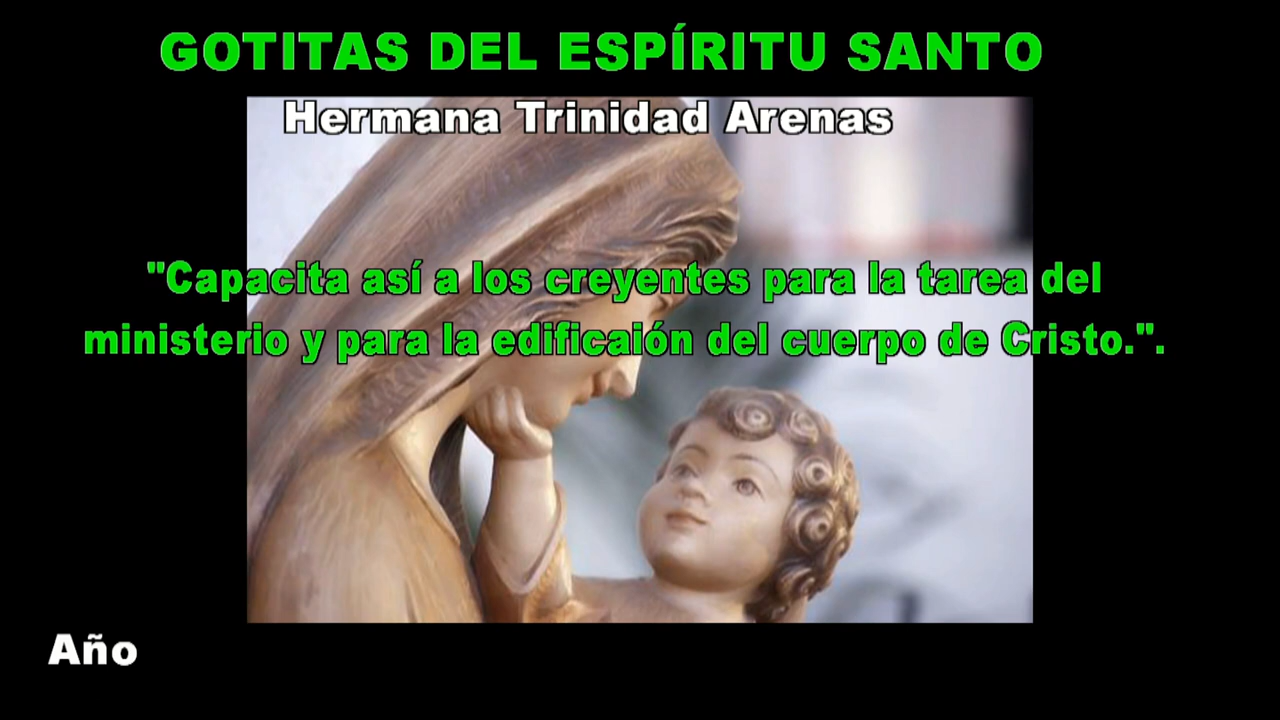 GOTITAS DEL ESPÍRITU SANTO
Hermana Trinidad Arenas
"Capacita así a los creyentes para la tarea del
ministerio y para la edificaión del cuerpo de Cristo.".
Año